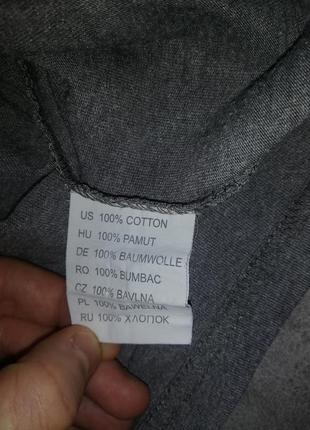 US 100% COTTON
HU 100% PAMUT
DE 100% BAUMWOLLE
RO 100% BUMBAC
CZ 100% BAVLNA
PL 100% BAWEŁNA
RU 100% ХЛОПОК